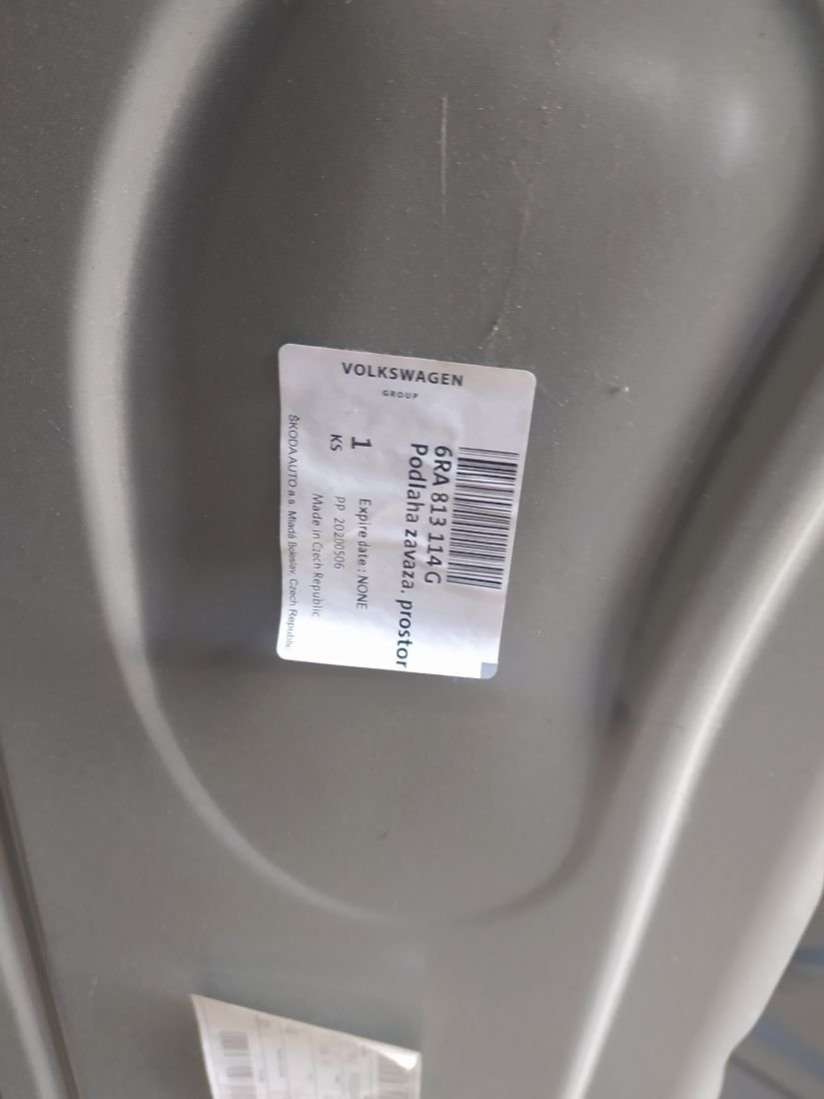 VOLKSWAGEN
GROUP
6RA 813 114 G
Podlaha zavaza. prostor
1
KS
Expire date : NONE
PP 20200506
Made in Czech Republic
ŠKODA AUTO a.s. Mladá Boleslav, Czech Republic